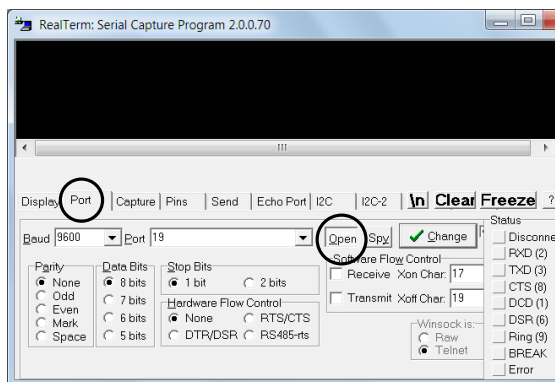 RealTerm: Serial Capture Program 2.0.0.70
Display Port Capture Pins Send Echo Port I2C I2C-2 \n Clear Freeze ?
Status
Baud 9600 Port 19 Open Spy Change
Disconne
RXD (2)
TXD (3)
CTS (8)
DCD (1)
DSR (6)
Ring (9)
BREAK
Error
Parity
None
Odd
Even
Mark
Space
Data Bits
8 bits
7 bits
6 bits
5 bits
Stop Bits
1 bit 2 bits
Hardware Flow Control
None RTS/CTS
DTR/DSR RS485-rts
Software Flow Control
Receive Xon Char: 17
Transmit Xoff Char: 19
Winsock is:
Raw
Telnet